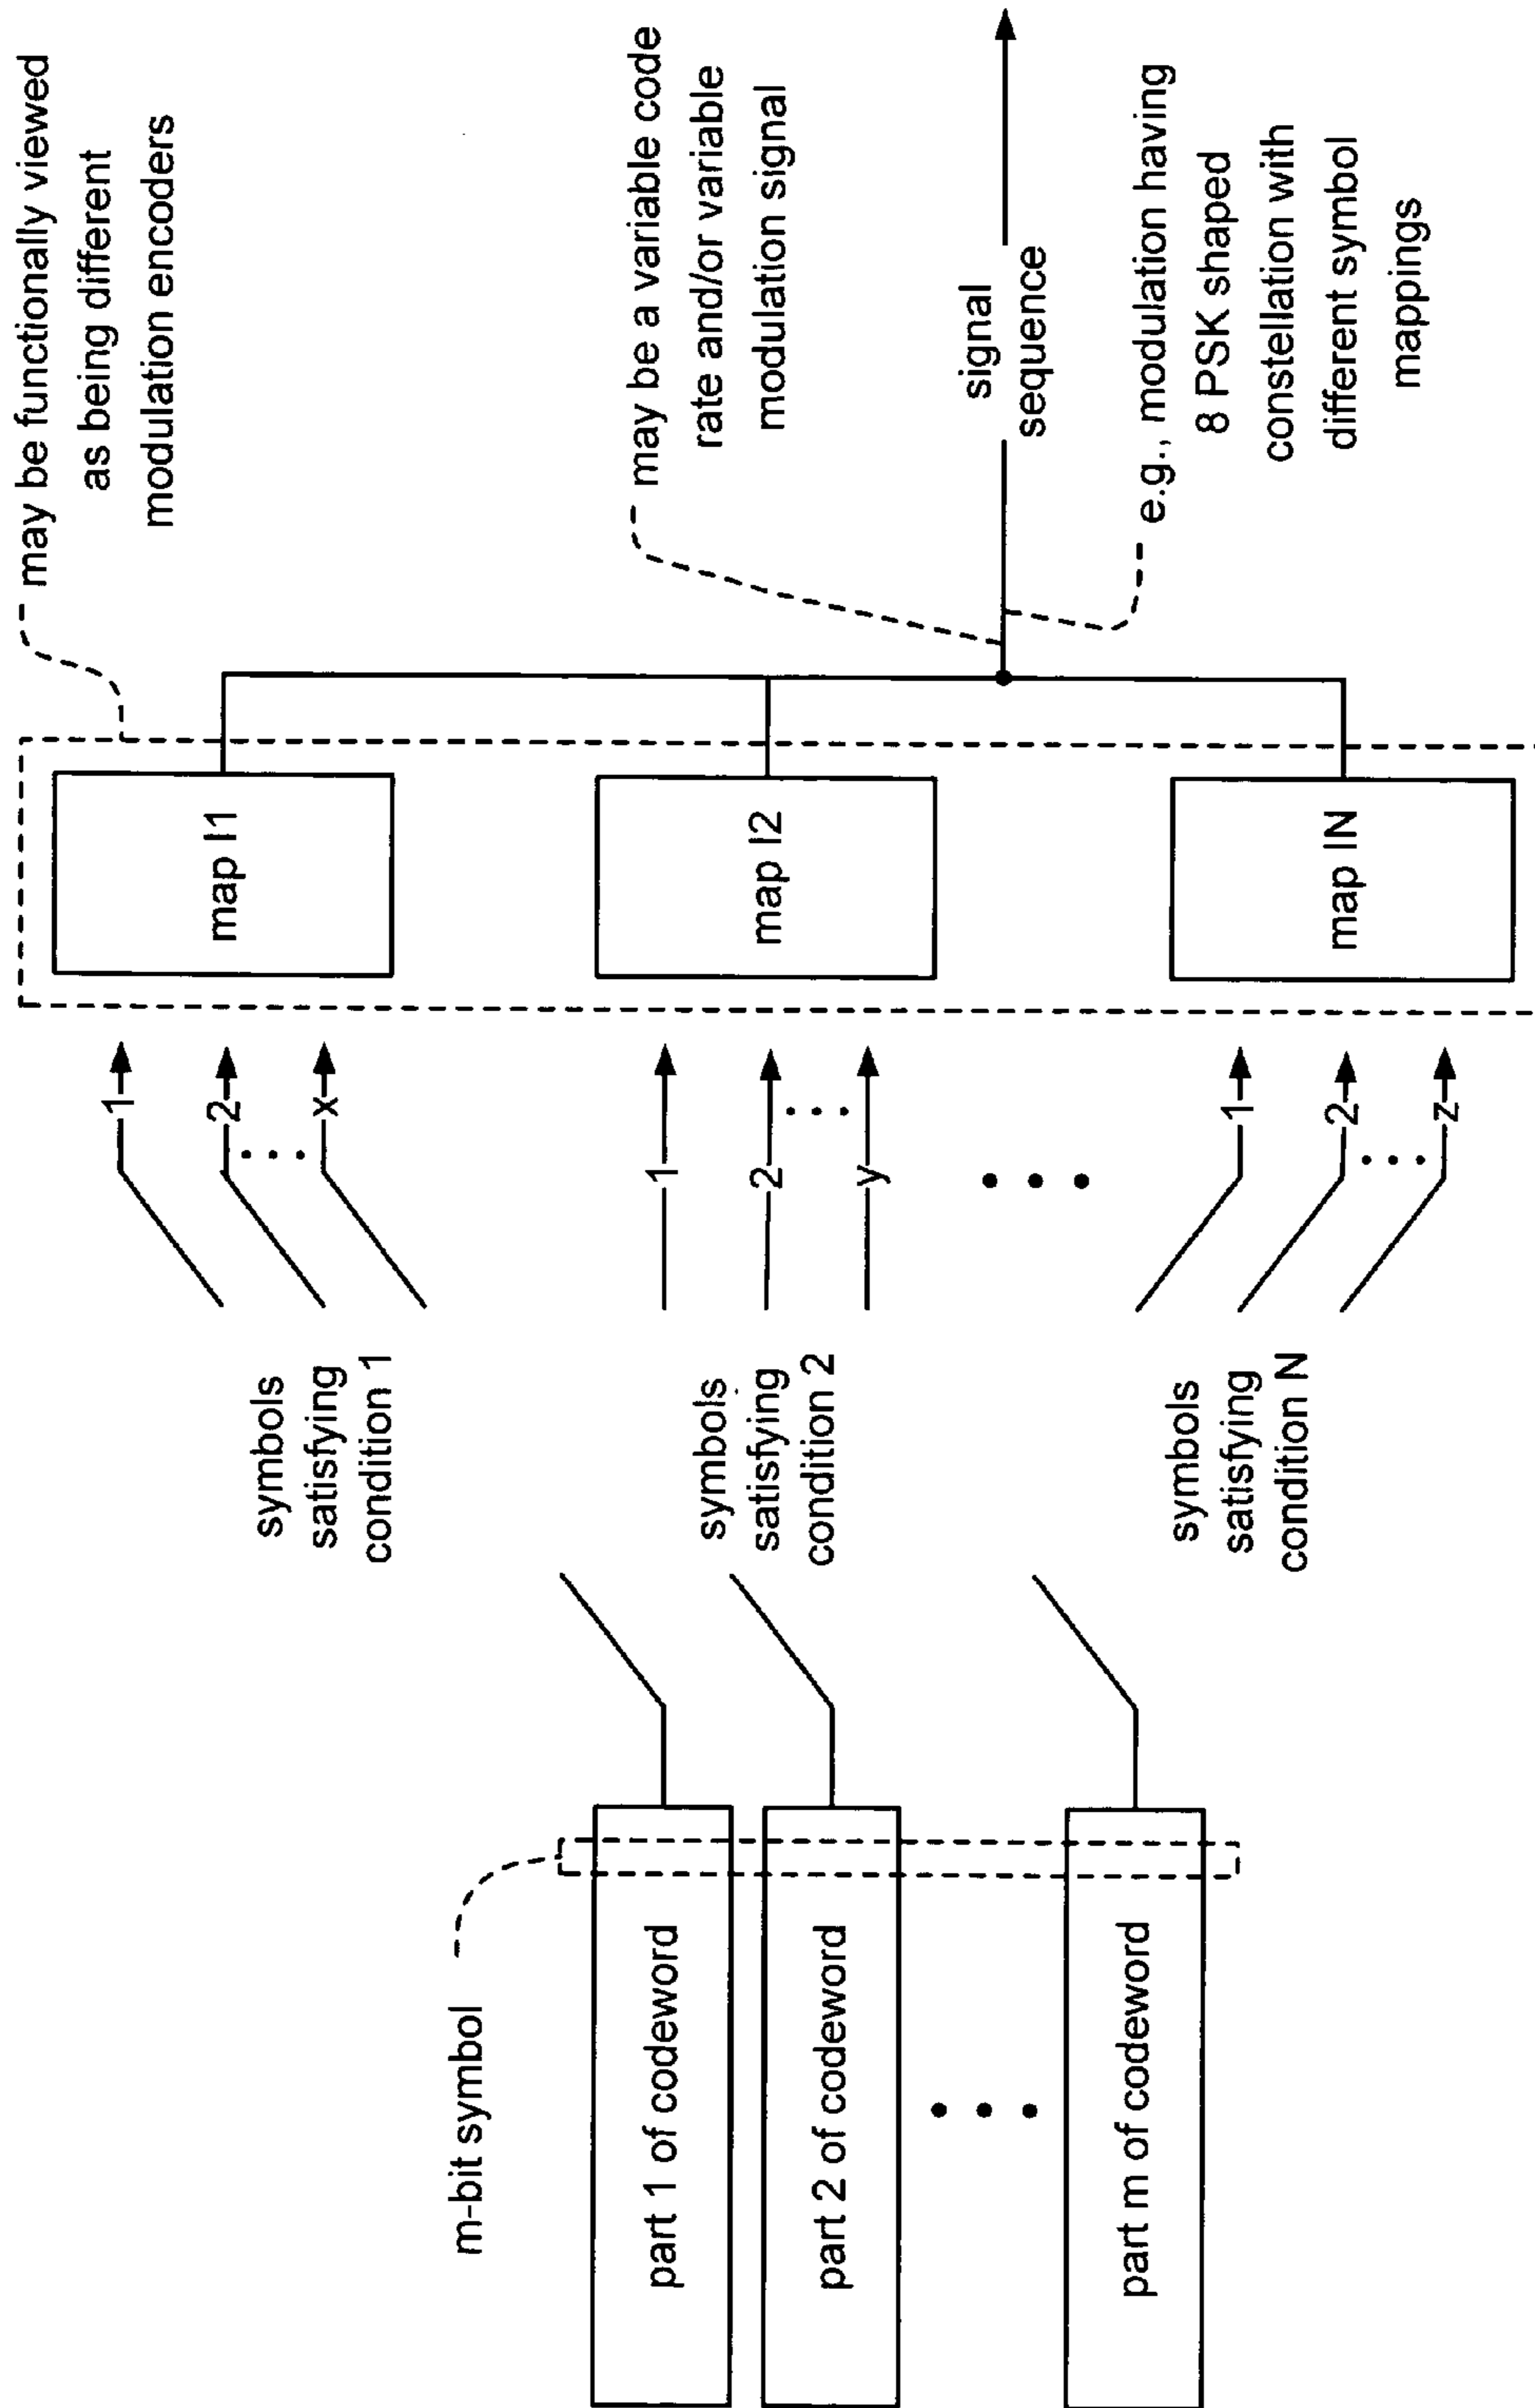 m-bit symbol
part 1 of codeword
part 2 of codeword
part m of codeword
symbols
satisfying
condition 1
symbols
satisfying
condition 2
symbols
satisfying
condition N
1
2
x
1
2
y
1
2
z
map I1
map I2
map IN
may be functionally viewed
as being different
modulation encoders
may be a variable code
rate and/or variable
modulation signal
signal
sequence
e.g., modulation having
8 PSK shaped
constellation with
different symbol
mappings